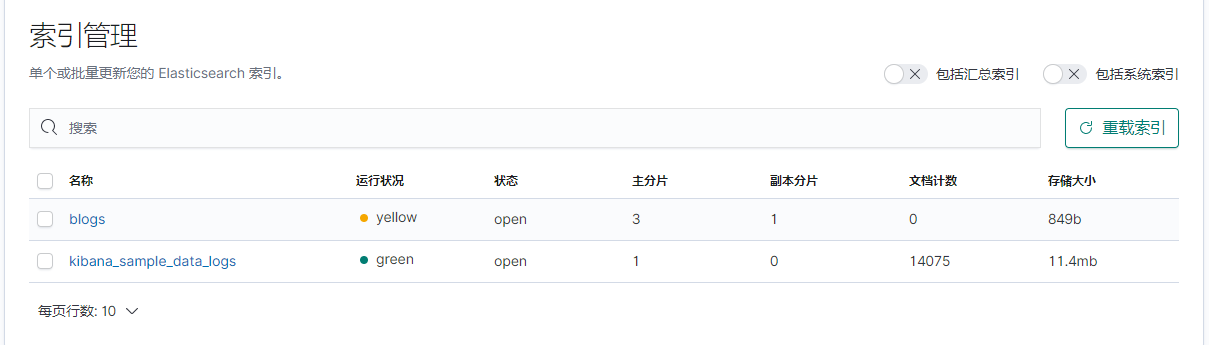 索引管理
单个或批量更新您的 Elasticsearch 索引。
包括汇总索引 包括系统索引
搜索 重载索引
名称 运行状况 状态 主分片 副本分片 文档计数 存储大小
blogs yellow open 3 1 0 849b
kibana_sample_data_logs green open 1 0 14075 11.4mb
每页行数: 10